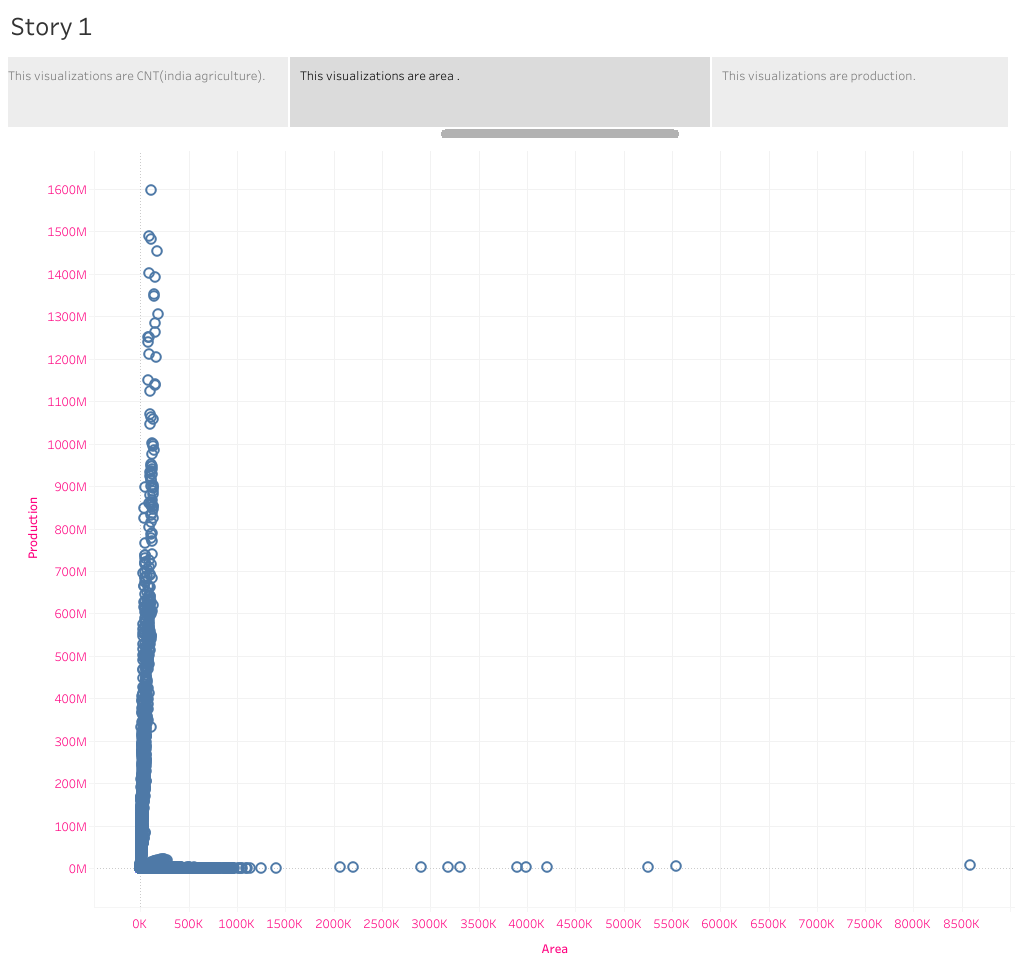 Story 1
This visualizations are CNT(india agriculture).
This visualizations are area .
This visualizations are production.
1600M
1500M
1400M
1300M
1200M
1100M
1000M
900M
800M
700M
600M
500M
400M
300M
200M
100M
0M
Production
0K 500K 1000K 1500K 2000K 2500K 3000K 3500K 4000K 4500K 5000K 5500K 6000K 6500K 7000K 7500K 8000K 8500K
Area